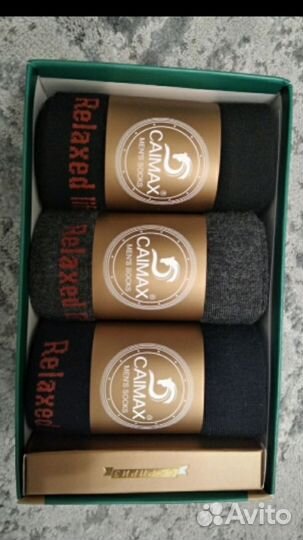 Relaxed
CAIMAX
®
MEN'S SOCKS
Relaxed
CAIMAX
®
MEN'S SOCKS
Relaxed
CAIMAX
®
MEN'S SOCKS
Avito